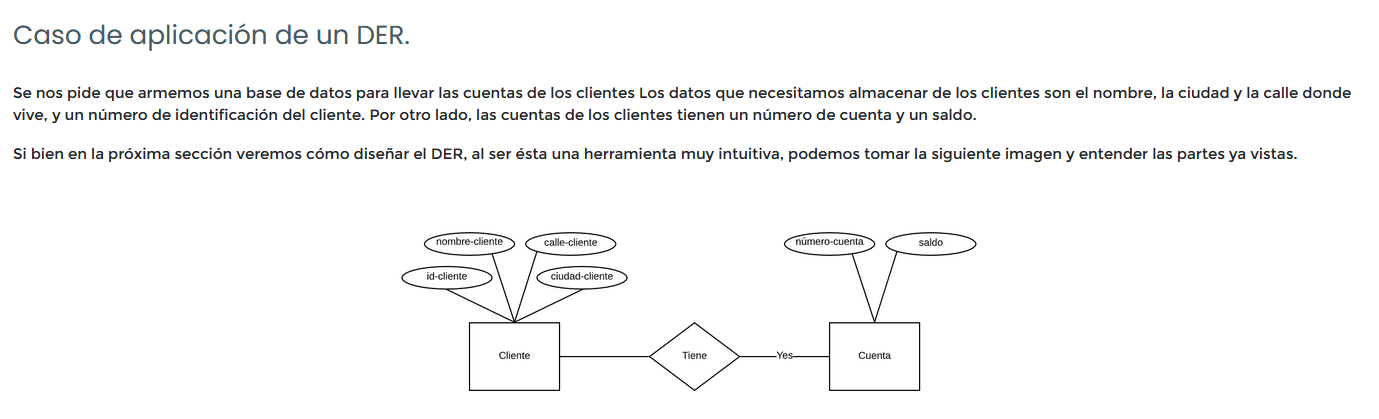 Caso de aplicación de un DER.
Se nos pide que armemos una base de datos para llevar las cuentas de los clientes Los datos que necesitamos almacenar de los clientes son el nombre, la ciudad y la calle donde
vive, y un número de identificación del cliente. Por otro lado, las cuentas de los clientes tienen un número de cuenta y un saldo.
Si bien en la próxima sección veremos cómo diseñar el DER, al ser ésta una herramienta muy intuitiva, podemos tomar la siguiente imagen y entender las partes ya vistas.
nombre-cliente
calle-cliente
número-cuenta
saldo
id-cliente
ciudad-cliente
Cliente
Tiene
Yes
Cuenta